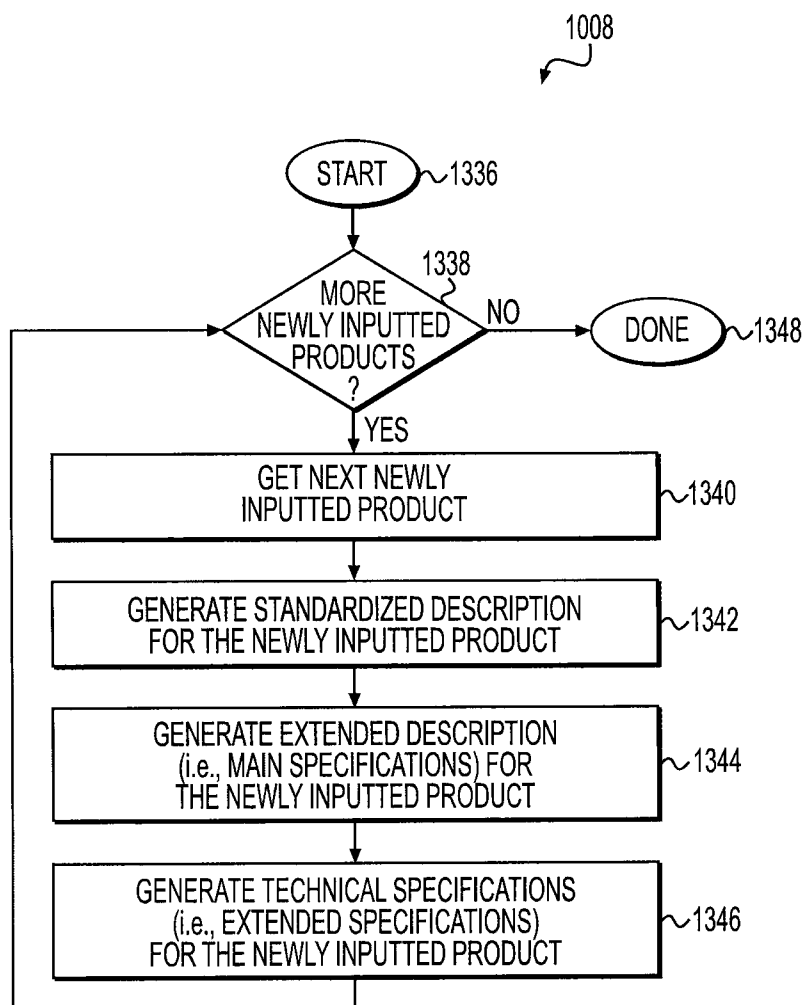 1008
START
1336
1338
MORE
NEWLY INPUTTED
PRODUCTS
?
NO
DONE
1348
YES
GET NEXT NEWLY
INPUTTED PRODUCT
1340
GENERATE STANDARDIZED DESCRIPTION
FOR THE NEWLY INPUTTED PRODUCT
1342
GENERATE EXTENDED DESCRIPTION
(i.e., MAIN SPECIFICATIONS) FOR
THE NEWLY INPUTTED PRODUCT
1344
GENERATE TECHNICAL SPECIFICATIONS
(i.e., EXTENDED SPECIFICATIONS)
FOR THE NEWLY INPUTTED PRODUCT
1346